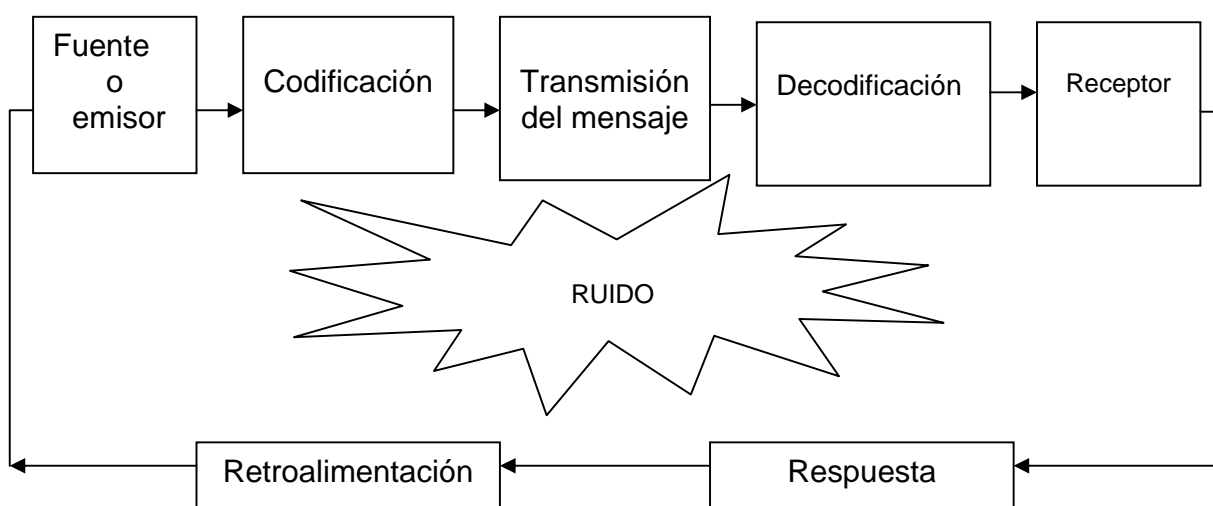 Fuente
o
emisor
Codificación
Transmisión
del mensaje
Decodificación
Receptor
RUIDO
Retroalimentación
Respuesta